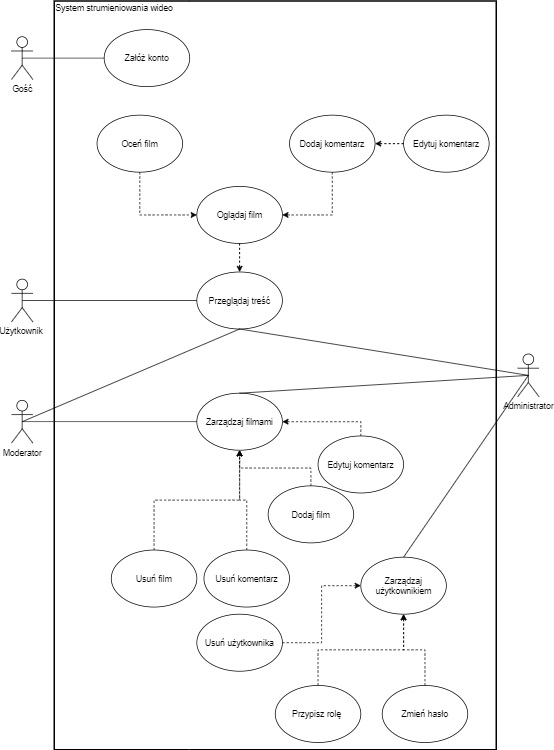 System strumieniowania wideo
Załóż konto
Gość
Oceń film
Dodaj komentarz
Edytuj komentarz
Oglądaj film
Przeglądaj treść
Użytkownik
Administrator
Zarządzaj filmami
Moderator
Edytuj komentarz
Dodaj film
Usuń film
Usuń komentarz
Zarządzaj
użytkownikiem
Usuń użytkownika
Przypisz rolę
Zmień hasło